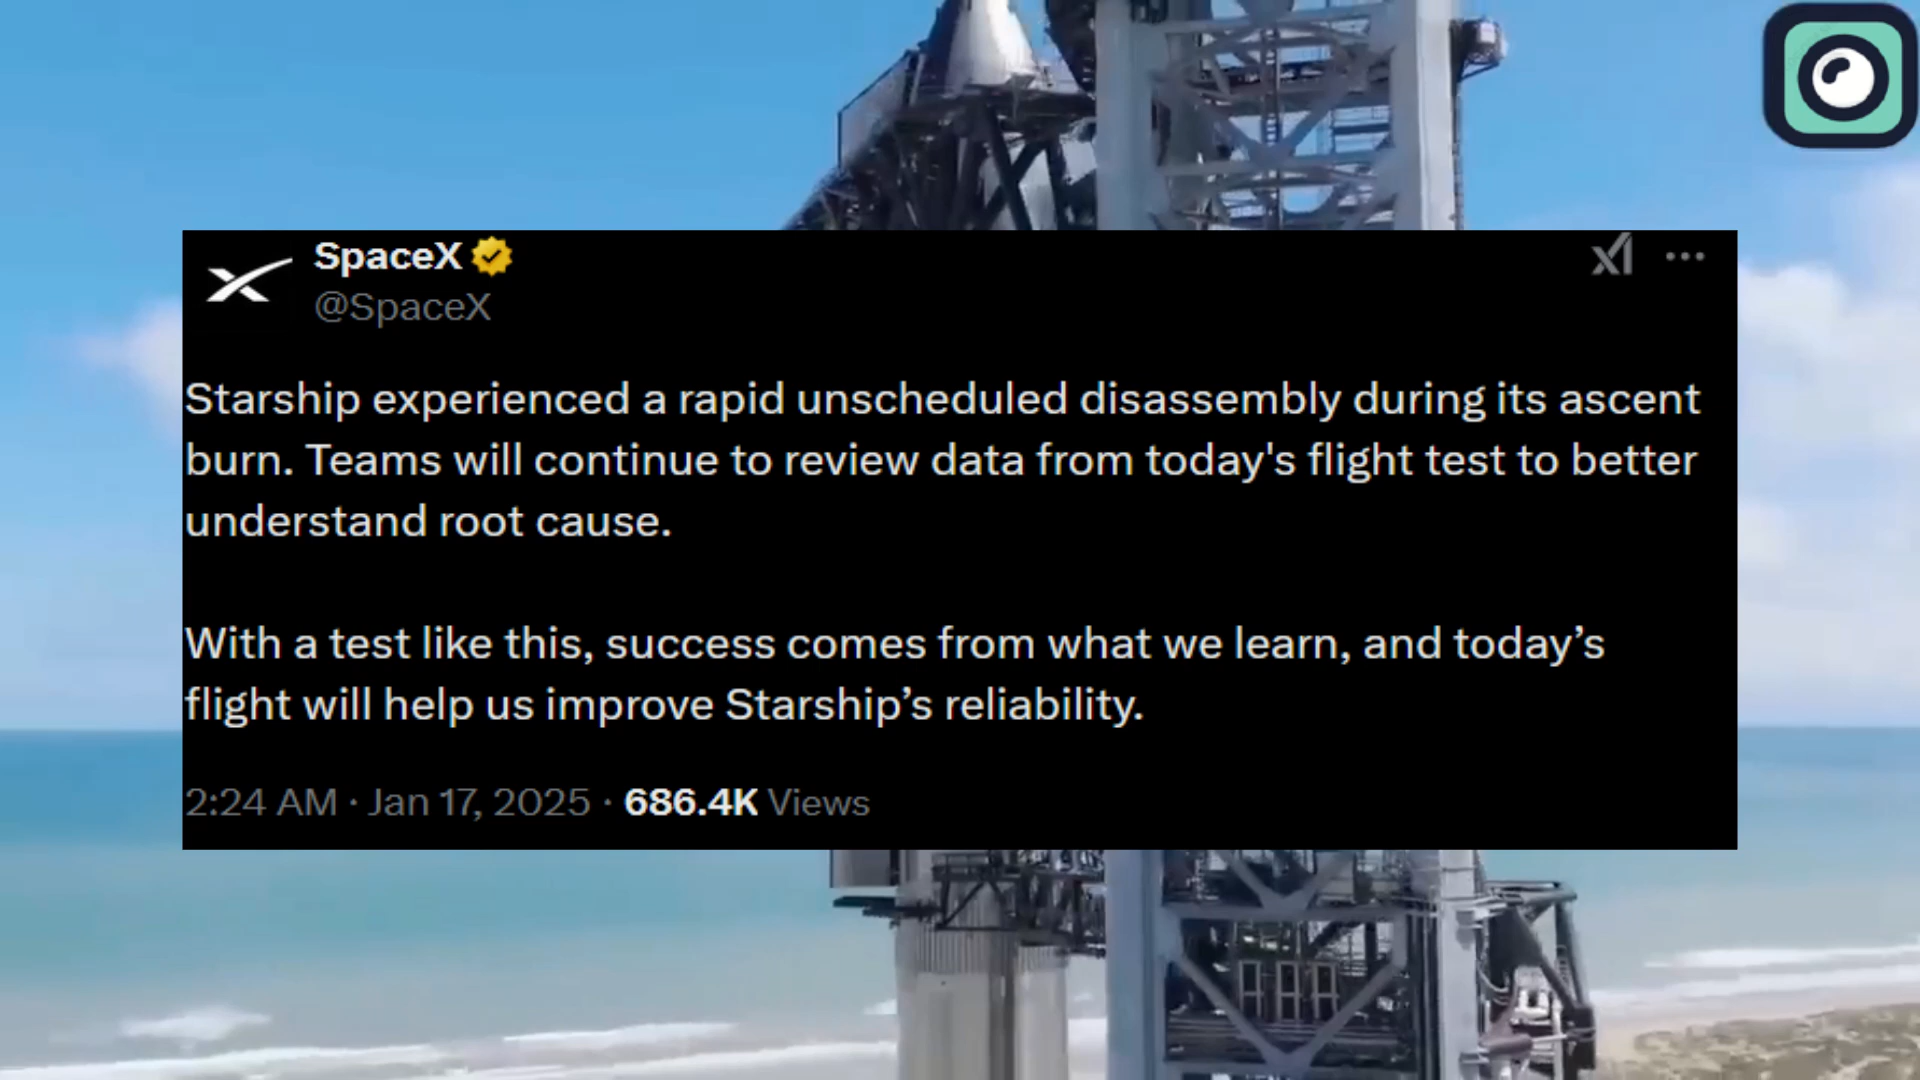 SpaceX
@SpaceX
Starship experienced a rapid unscheduled disassembly during its ascent
burn. Teams will continue to review data from today's flight test to better
understand root cause.
With a test like this, success comes from what we learn, and today’s
flight will help us improve Starship’s reliability.
2:24 AM · Jan 17, 2025 · 686.4K Views